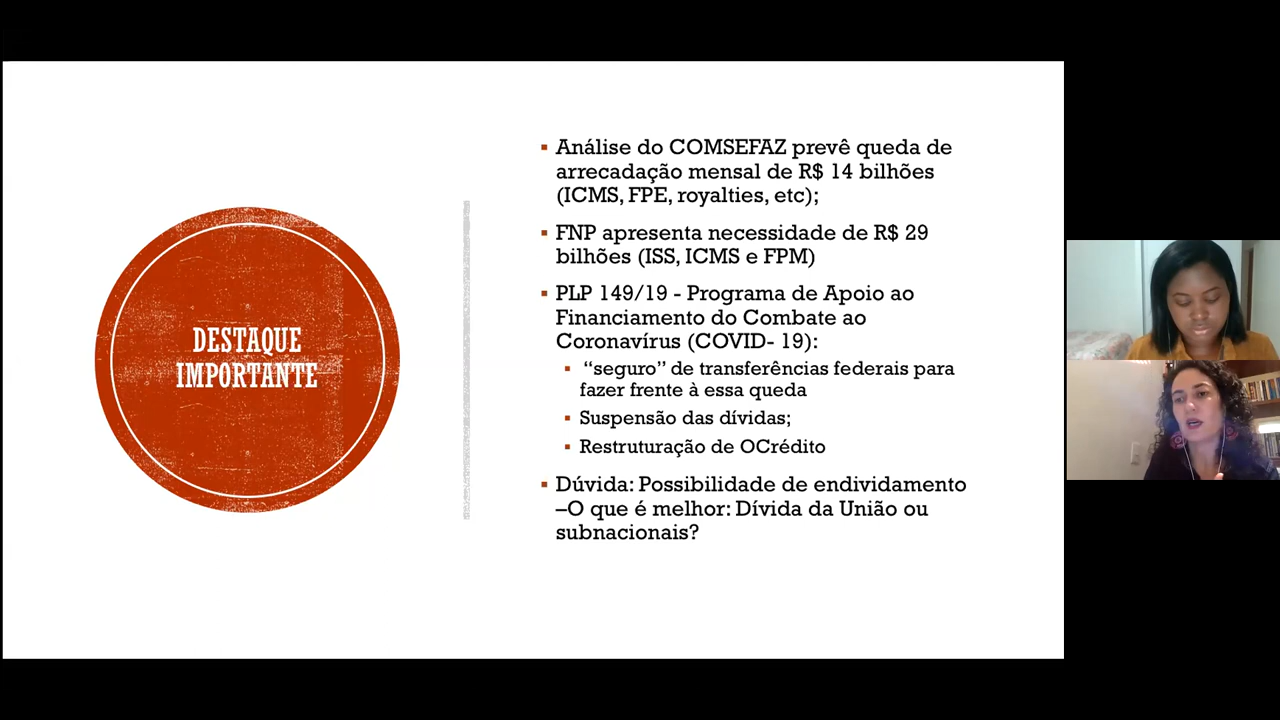 DESTAQUE
IMPORTANTE
▪ Análise do COMSEFAZ prevê queda de
arrecadação mensal de R$ 14 bilhões
(ICMS, FPE, royalties, etc);
▪ FNP apresenta necessidade de R$ 29
bilhões (ISS, ICMS e FPM)
▪ PLP 149/19 - Programa de Apoio ao
Financiamento do Combate ao
Coronavírus (COVID- 19):
▪ “seguro” de transferências federais para
fazer frente à essa queda
▪ Suspensão das dívidas;
▪ Restruturação de OCrédito
▪ Dúvida: Possibilidade de endividamento
–O que é melhor: Dívida da União ou
subnacionais?